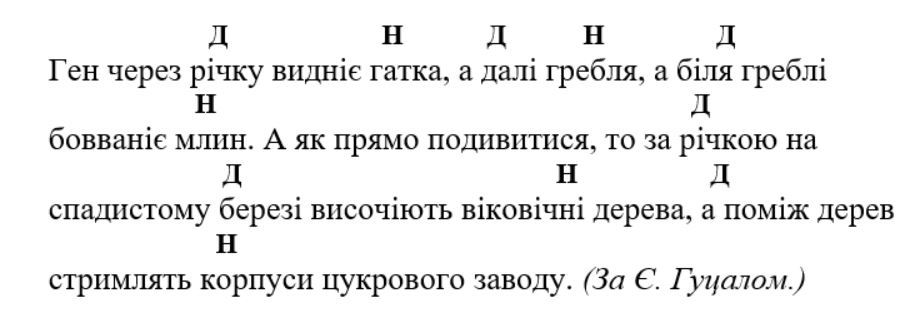 Д Н Д Н Д
Ген через річку видніє гатка, а далі гребля, а біля греблі
Н Д
бовваніє млин. А як прямо подивитися, то за річкою на
Д Н Д
спадистому березі височіють віковічні дерева, а поміж дерев
Н
стримлять корпуси цукрового заводу. (За Є. Гуцалом.)